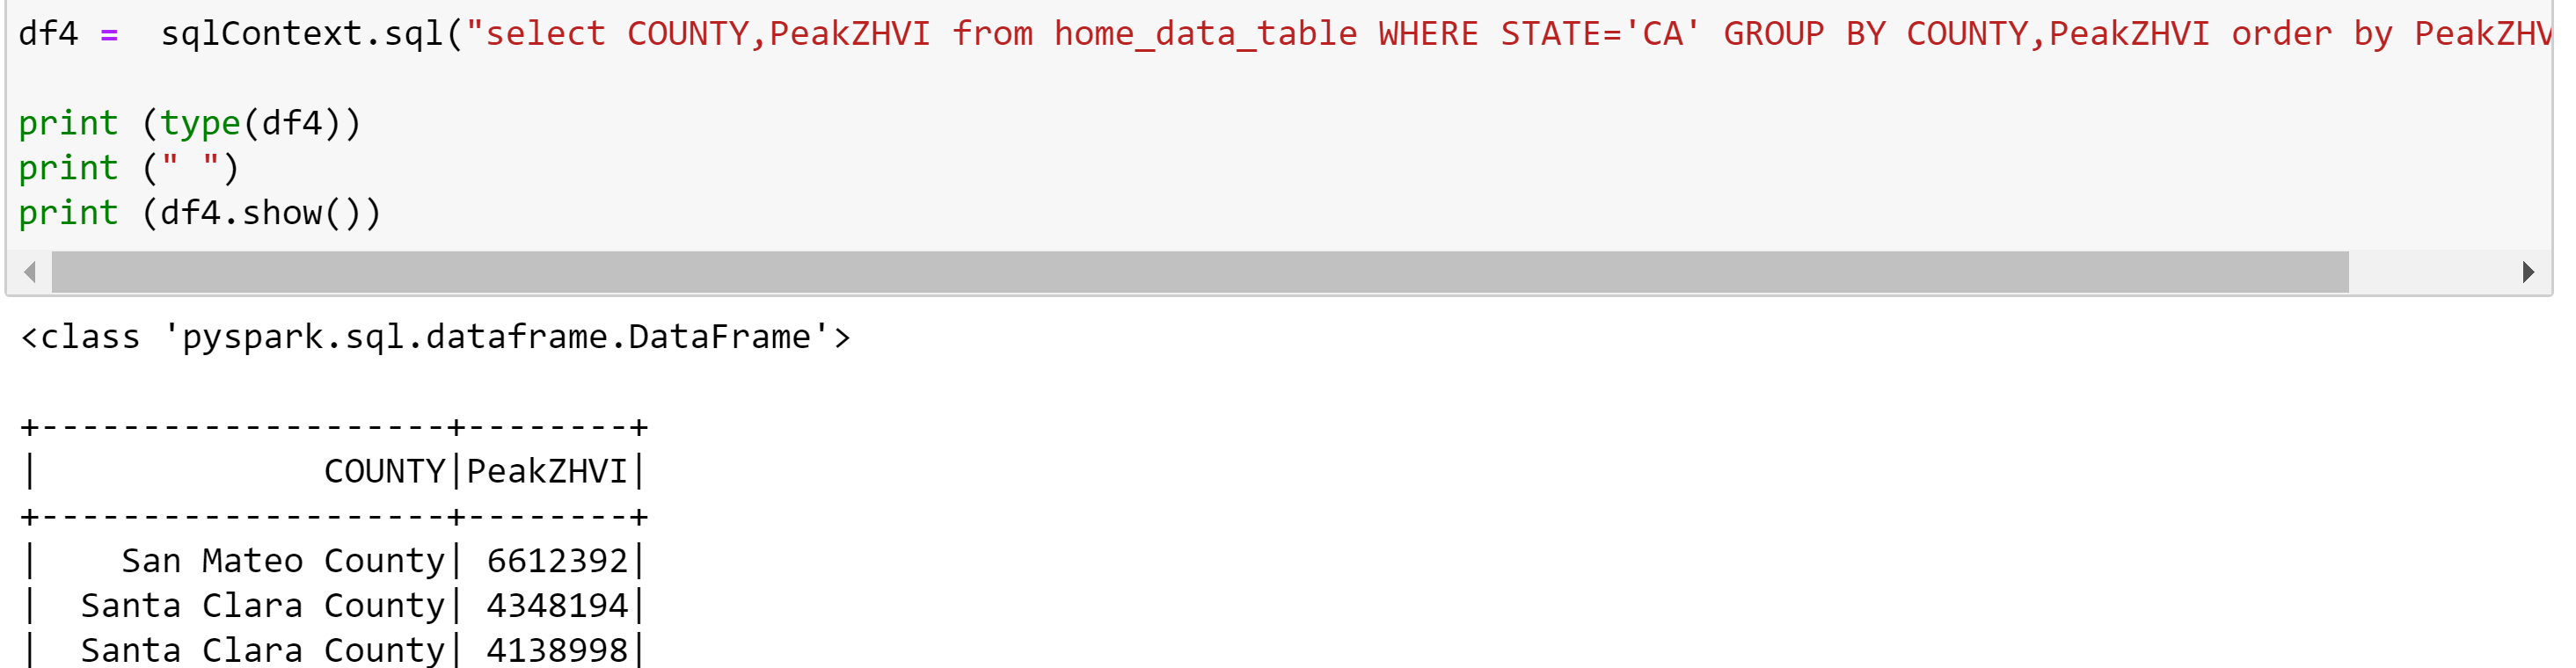 df4 =  sqlContext.sql("select COUNTY,PeakZHVI from home_data_table WHERE STATE='CA' GROUP BY COUNTY,PeakZHVI order by PeakZHV
print (type(df4))
print (" ")
print (df4.show())
<class 'pyspark.sql.dataframe.DataFrame'>
+--------------------+--------+
|              COUNTY|PeakZHVI|
+--------------------+--------+
|    San Mateo County| 6612392|
|  Santa Clara County| 4348194|
|  Santa Clara County| 4138998|